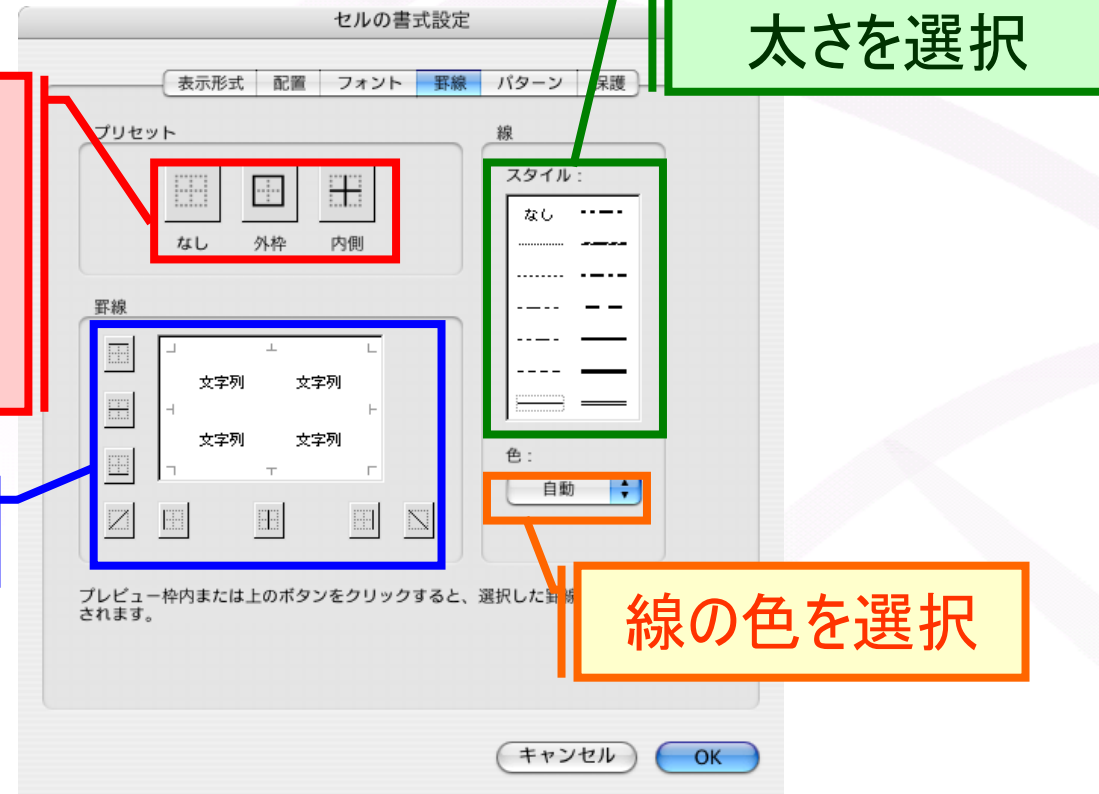 セルの書式設定
太さを選択
表示形式 配置 フォント 罫線 パターン 保護
プリセット
なし 外枠 内側
線
スタイル：
なし
罫線
文字列 文字列
文字列 文字列
色：
自動
プレビュー枠内または上のボタンをクリックすると、選択した罫線
されます。
線の色を選択
キャンセル OK